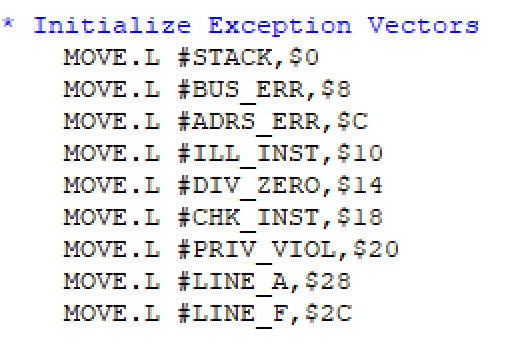 * Initialize Exception Vectors
MOVE.L #STACK,$0
MOVE.L #BUS_ERR,$8
MOVE.L #ADRS_ERR,$C
MOVE.L #ILL_INST,$10
MOVE.L #DIV_ZERO,$14
MOVE.L #CHK_INST,$18
MOVE.L #PRIV_VIOL,$20
MOVE.L #LINE_A,$28
MOVE.L #LINE_F,$2C